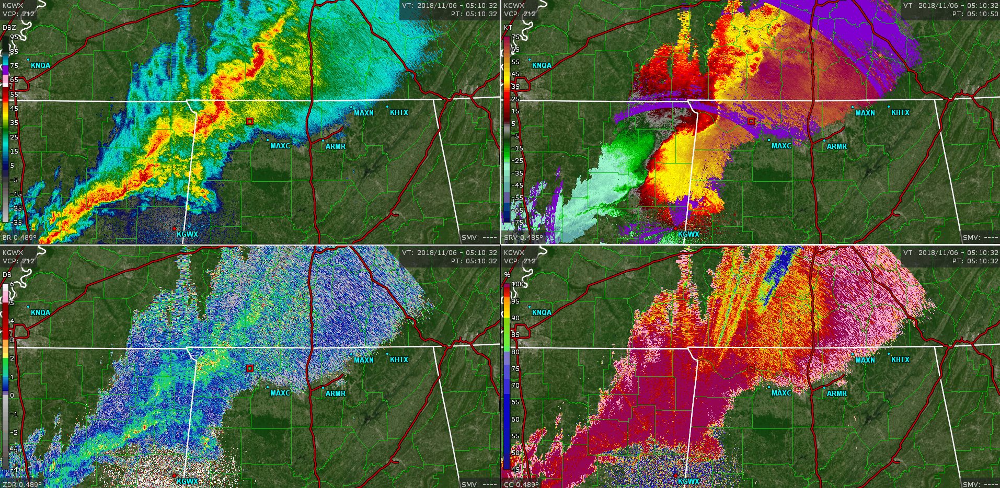 KGWX
VCP: 212
VT: 2018/11/06 - 05:10:32
PT: 05:10:32
DBZ
95
85
75
65
55
45
35
25
15
5
-5
-15
-25
-35
KNQA
MAXN
KHTX
MAXC
ARMR
KGWX
BR 0.489°
SMV: ----
KGWX
VCP: 212
VT: 2018/11/06 - 05:10:32
PT: 05:10:50
KT
75
65
55
45
35
25
15
5
-5
-15
-25
-35
-45
-55
-65
-75
KNQA
MAXN
KHTX
MAXC
ARMR
KGWX
SRV 0.485°
SMV: ----
KGWX
VCP: 212
VT: 2018/11/06 - 05:10:32
PT: 05:10:32
DB
6
5
4
3
2
1
0
-1
-2
-3
-4
KNQA
MAXN
KHTX
MAXC
ARMR
KGWX
ZDR 0.489°
SMV: ----
KGWX
VCP: 212
VT: 2018/11/06 - 05:10:32
PT: 05:10:32
%
100
95
90
85
80
75
70
65
60
55
50
45
KNQA
MAXN
KHTX
MAXC
ARMR
KGWX
CC 0.489°
SMV: ----